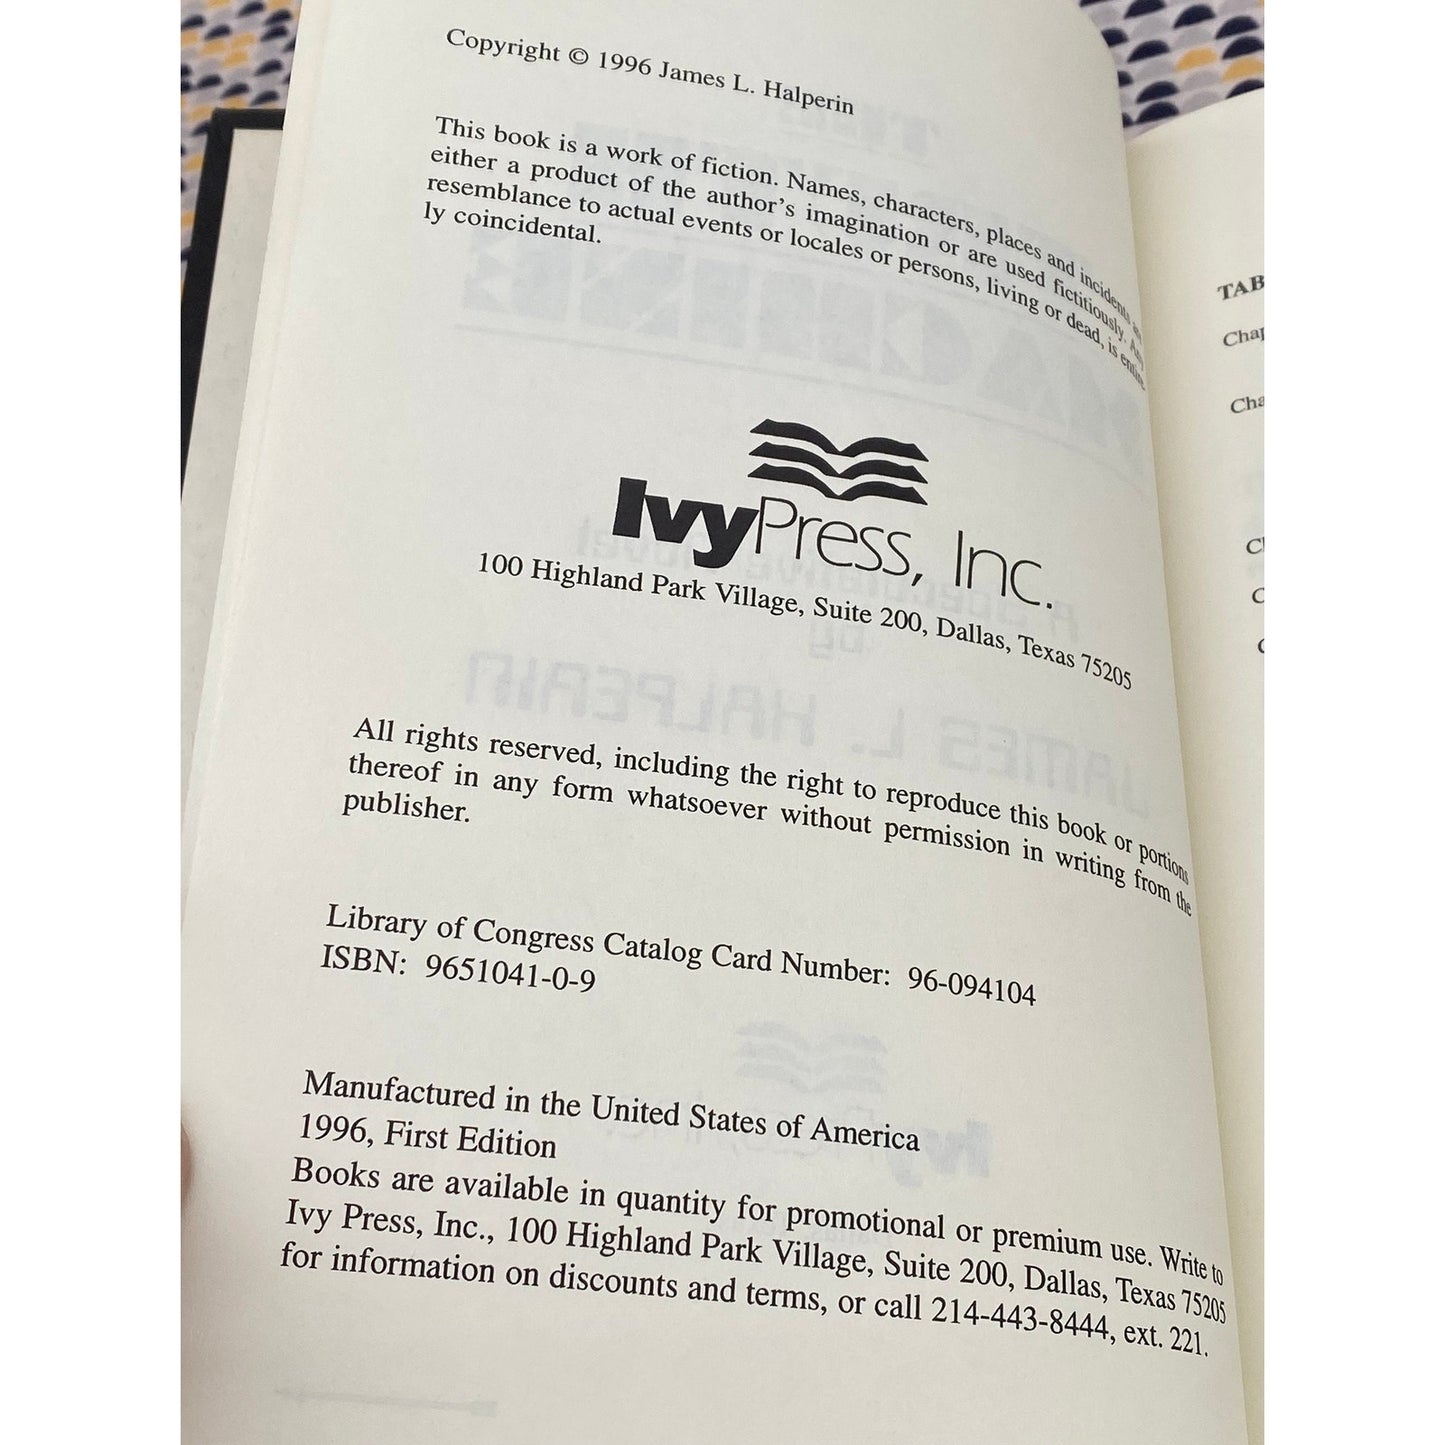 Copyright © 1996 James L. Halperin
This book is a work of fiction. Names, characters, places and incidents are
either a product of the author's imagination or are used fictitiously. Any
resemblance to actual events or locales or persons, living or dead, is entire-
ly coincidental.
IvyPress, Inc.
100 Highland Park Village, Suite 200, Dallas, Texas 75205
All rights reserved, including the right to reproduce this book or portions
thereof in any form whatsoever without permission in writing from the
publisher.
Library of Congress Catalog Card Number: 96-094104
ISBN: 9651041-0-9
Manufactured in the United States of America
1996, First Edition
Books are available in quantity for promotional or premium use. Write to
Ivy Press, Inc., 100 Highland Park Village, Suite 200, Dallas, Texas 75205
for information on discounts and terms, or call 214-443-8444, ext. 221.
TAB
Chap
Cha